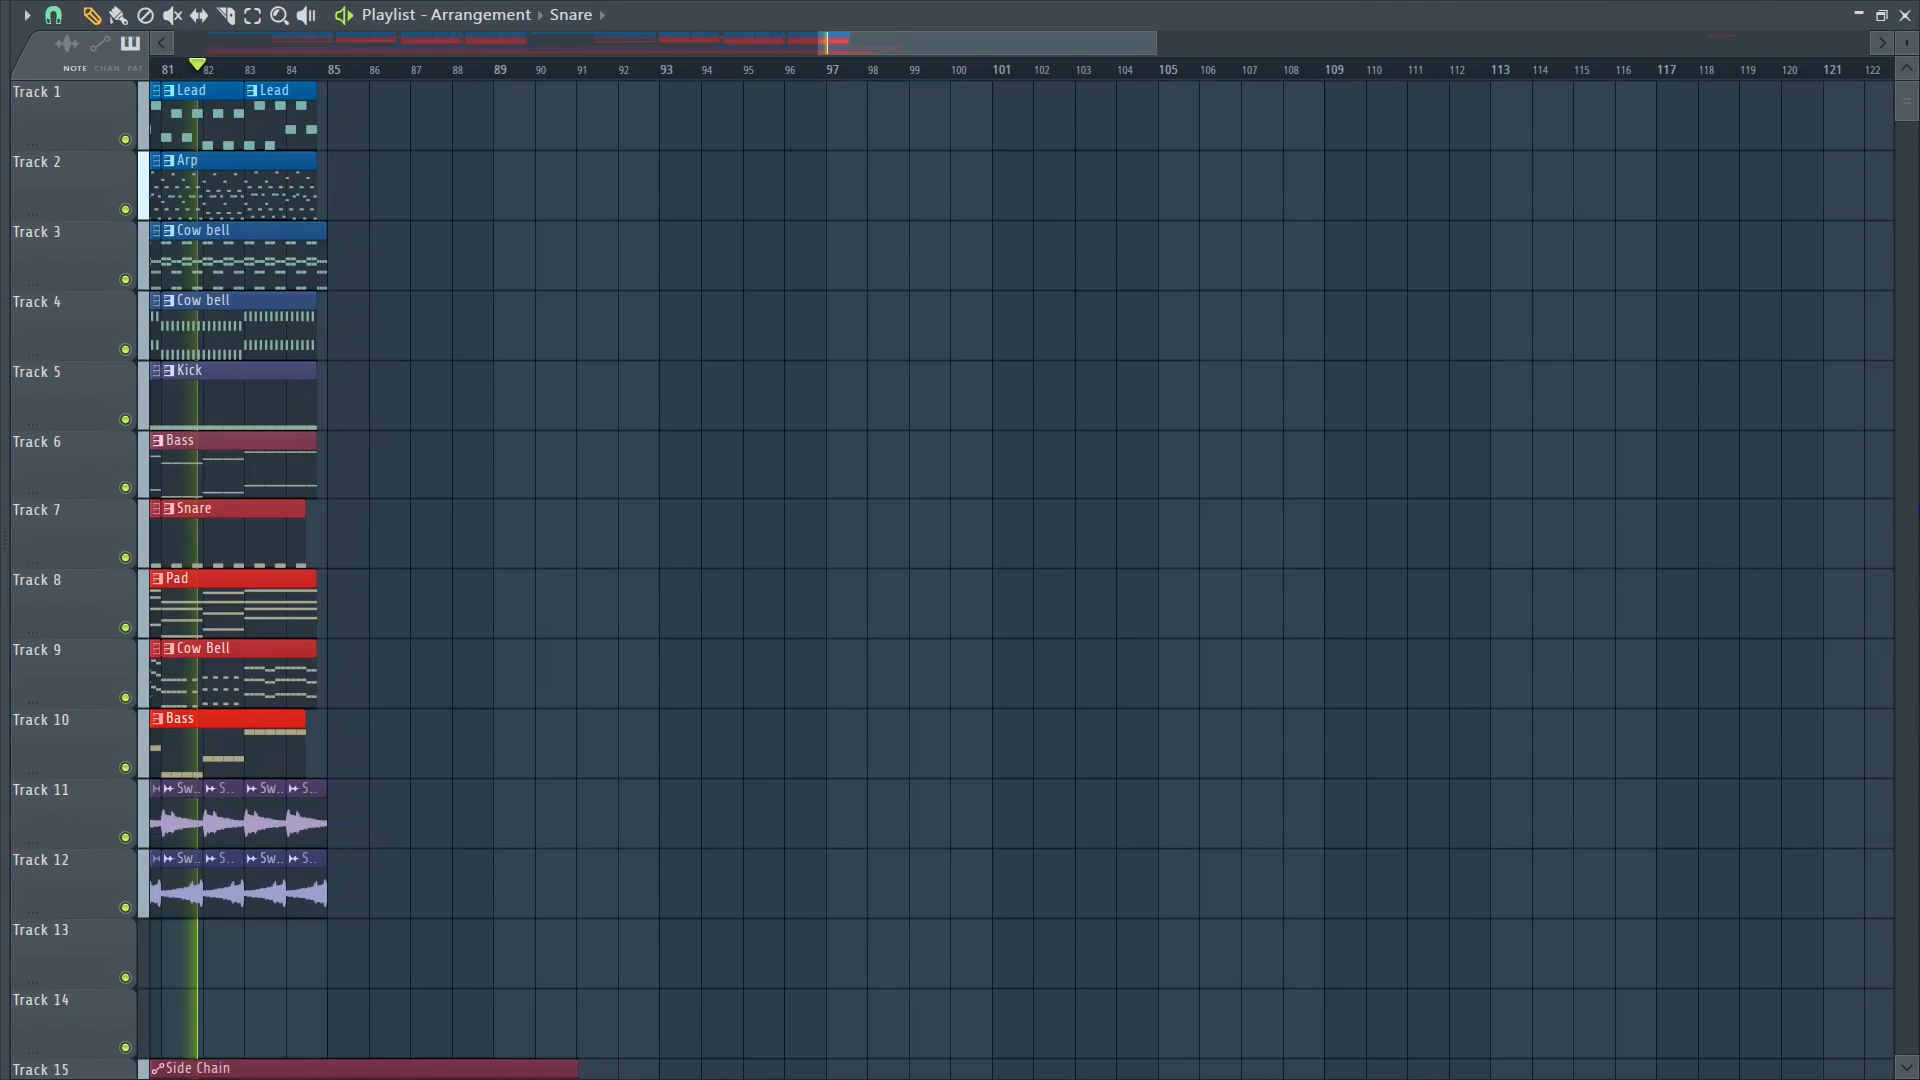 Playlist - Arrangement › Snare ›
NOTE CHAN PAT
81 82 83 84 85 86 87 88 89 90 91 92 93 94 95 96 97 98 99 100 101 102 103 104 105 106 107 108 109 110 111 112 113 114 115 116 117 118 119 120 121 122
Track 1 Lead Lead
Track 2 Arp
Track 3 Cow bell
Track 4 Cow bell
Track 5 Kick
Track 6 Bass
Track 7 Snare
Track 8 Pad
Track 9 Cow Bell
Track 10 Bass
Track 11 Sw.. S.. Sw.. S..
Track 12 Sw.. S.. Sw.. S..
Track 13
Track 14
Track 15 Side Chain